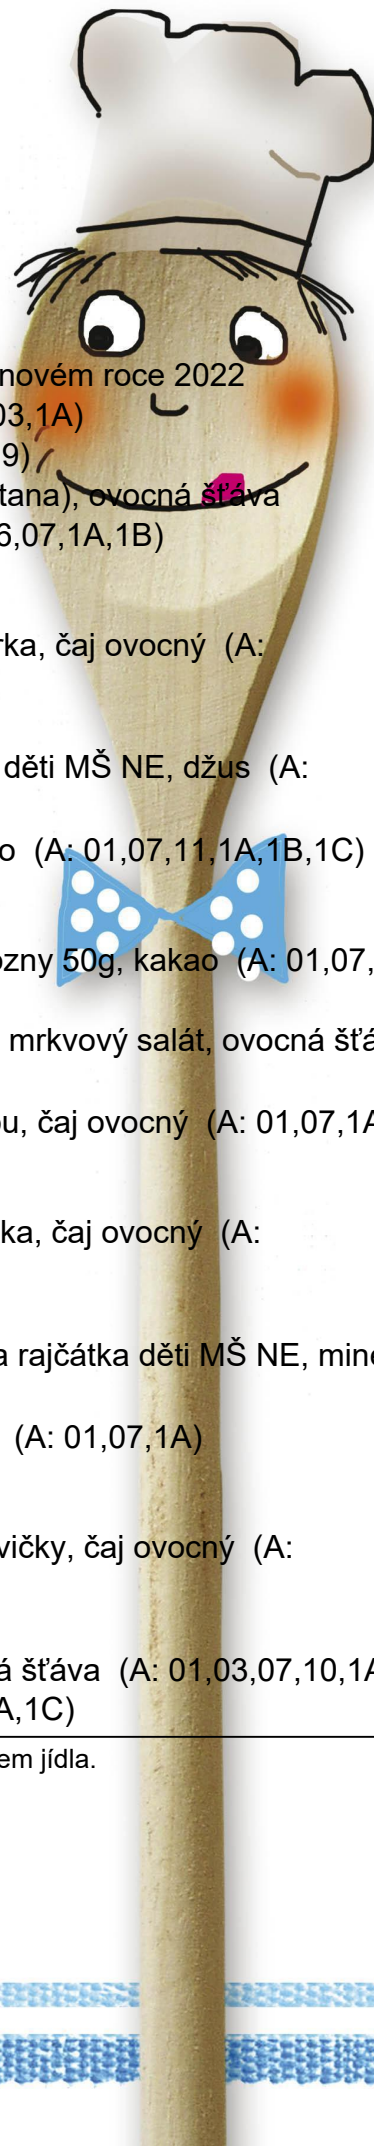 novém roce 2022
03,1A)
9)
tana), ovocná šťáva
6,07,1A,1B)
rka, čaj ovocný (A:
děti MŠ NE, džus (A:
o (A: 01,07,11,1A,1B,1C)
ozny 50g, kakao (A: 01,07,
mrkvový salát, ovocná šťá
ou, čaj ovocný (A: 01,07,1A
ka, čaj ovocný (A:
a rajčátka děti MŠ NE, mine
(A: 01,07,1A)
vičky, čaj ovocný (A:
á šťáva (A: 01,03,07,10,1A
A,1C)
em jídla.